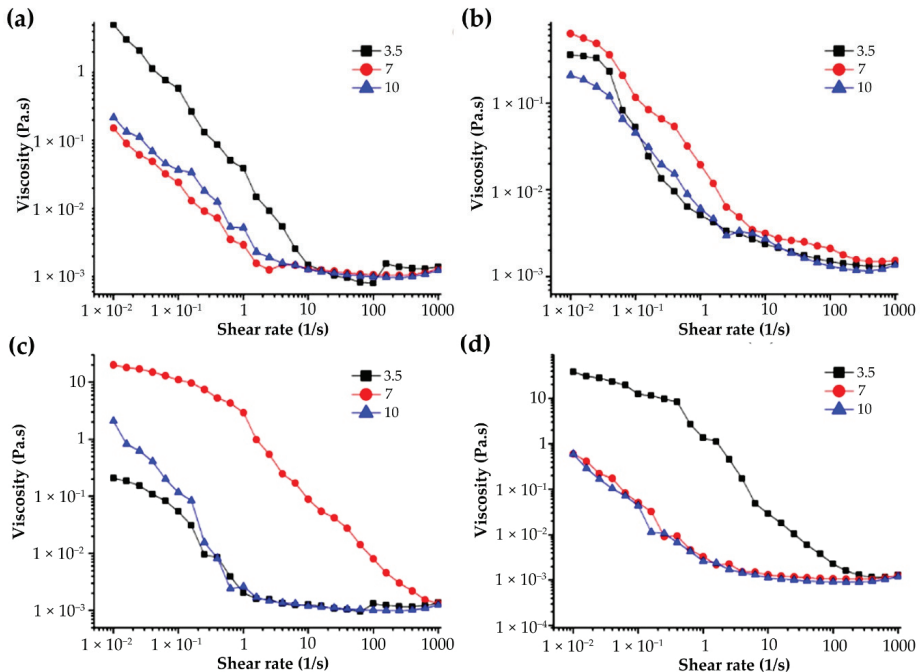 (a)
Viscosity (Pa.s)
1
1 × 10⁻¹
1 × 10⁻²
1 × 10⁻³
3.5
7
10
1 × 10⁻² 1 × 10⁻¹ 1 10 100 1000
Shear rate (1/s)
(b)
Viscosity (Pa.s)
1 × 10⁻¹
1 × 10⁻²
1 × 10⁻³
3.5
7
10
1 × 10⁻² 1 × 10⁻¹ 1 10 100 1000
Shear rate (1/s)
(c)
Viscosity (Pa.s)
10
1
1 × 10⁻¹
1 × 10⁻²
1 × 10⁻³
3.5
7
10
1 × 10⁻² 1 × 10⁻¹ 1 10 100 1000
Shear rate (1/s)
(d)
Viscosity (Pa.s)
10
1
1 × 10⁻¹
1 × 10⁻²
1 × 10⁻³
1 × 10⁻⁴
3.5
7
10
1 × 10⁻² 1 × 10⁻¹ 1 10 100 1000
Shear rate (1/s)